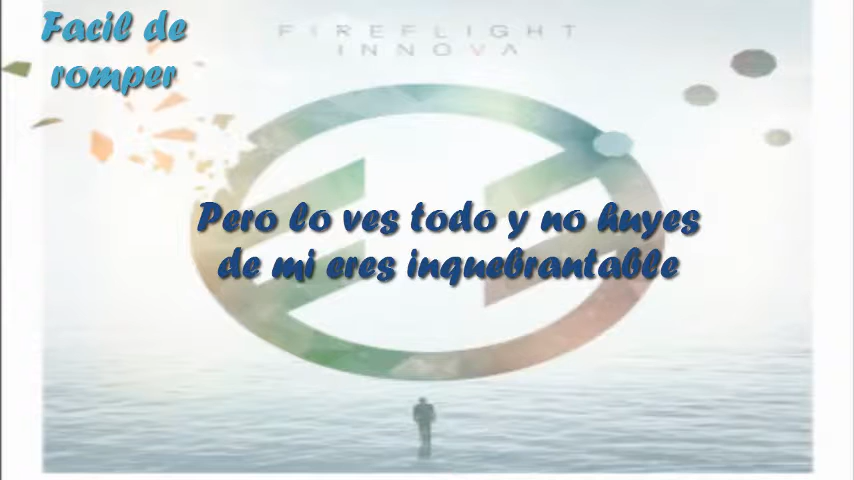 Facil de
romper
FIREFLIGHT
INNOVA
Pero lo ves todo y no huyes
de mi eres inquebrantable